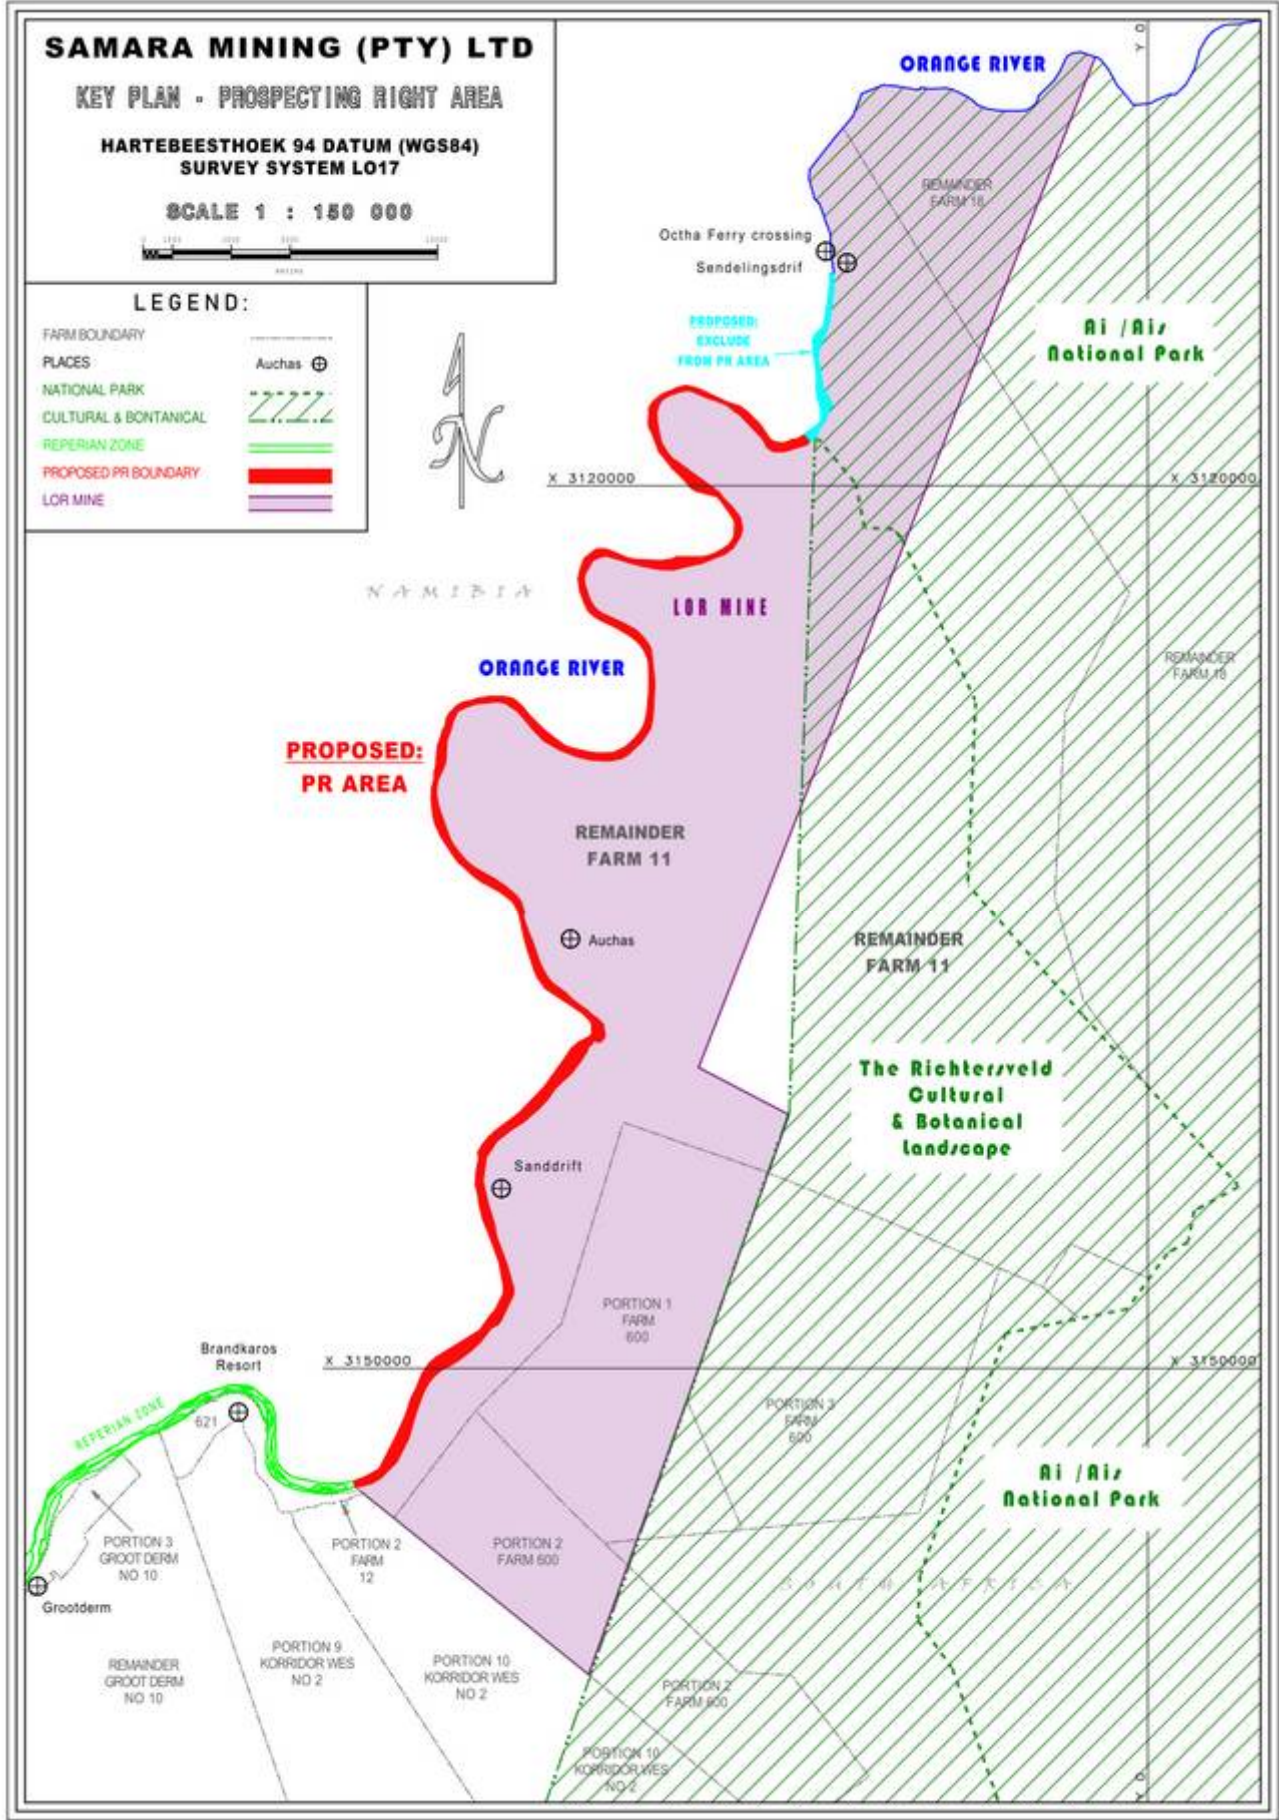 SAMARA MINING (PTY) LTD
KEY PLAN - PROSPECTING RIGHT AREA
HARTEBEESTHOEK 94 DATUM (WGS84)
SURVEY SYSTEM LO17
SCALE 1 : 150 000
LEGEND:
FARM BOUNDARY
PLACES
Auchas
NATIONAL PARK
CULTURAL & BONTANICAL
REPERIAN ZONE
PROPOSED PR BOUNDARY
LOR MINE
ORANGE RIVER
Y 0
REMAINDER
FARM 18
Octha Ferry crossing
Sendelingsdrif
PROPOSED:
EXCLUDE
FROM PR AREA
Ai /Ais
National Park
X 3120000
X 3120000
NAMIBIA
LOR MINE
ORANGE RIVER
REMAINDER
FARM 18
PROPOSED:
PR AREA
REMAINDER
FARM 11
Auchas
REMAINDER
FARM 11
The Richtersveld
Cultural
& Botanical
Landscape
Sanddrift
PORTION 1
FARM
600
Brandkaros
Resort
X 3150000
X 3150000
REPERIAN ZONE
621
PORTION 3
FARM
600
Ai /Ais
National Park
PORTION 3
GROOT DERM
NO 10
PORTION 2
FARM
12
PORTION 2
FARM 600
SOUTH AFRICA
Grootderm
REMAINDER
GROOT DERM
NO 10
PORTION 9
KORRIDOR WES
NO 2
PORTION 10
KORRIDOR WES
NO 2
PORTION 2
FARM 600
PORTION 10
KORRIDOR WES
NO 2
Y 0